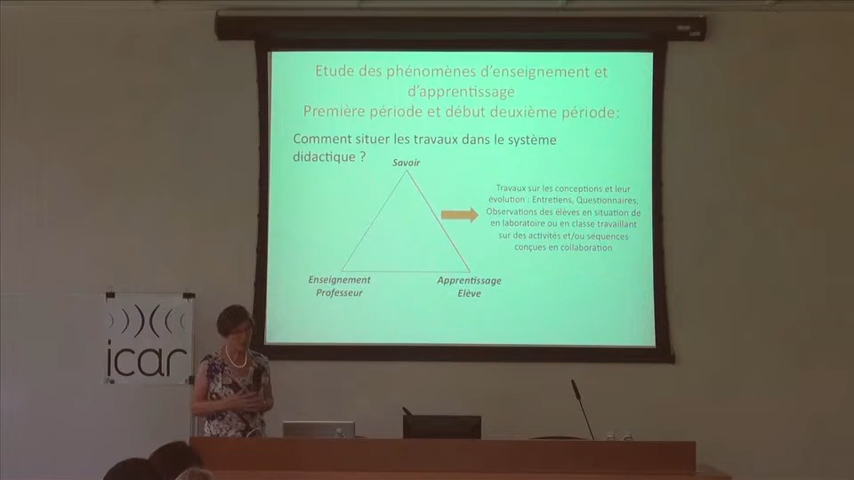 Etude des phénomènes d'enseignement et
d'apprentissage
Première période et début deuxième période:
Comment situer les travaux dans le système
didactique ?
Savoir
Travaux sur les conceptions et leur
évolution : Entretiens, Questionnaires,
Observations des élèves en situation de
en laboratoire ou en classe travaillant
sur des activités et/ou séquences
conçues en collaboration
Enseignement
Professeur
Apprentissage
Elève
icar